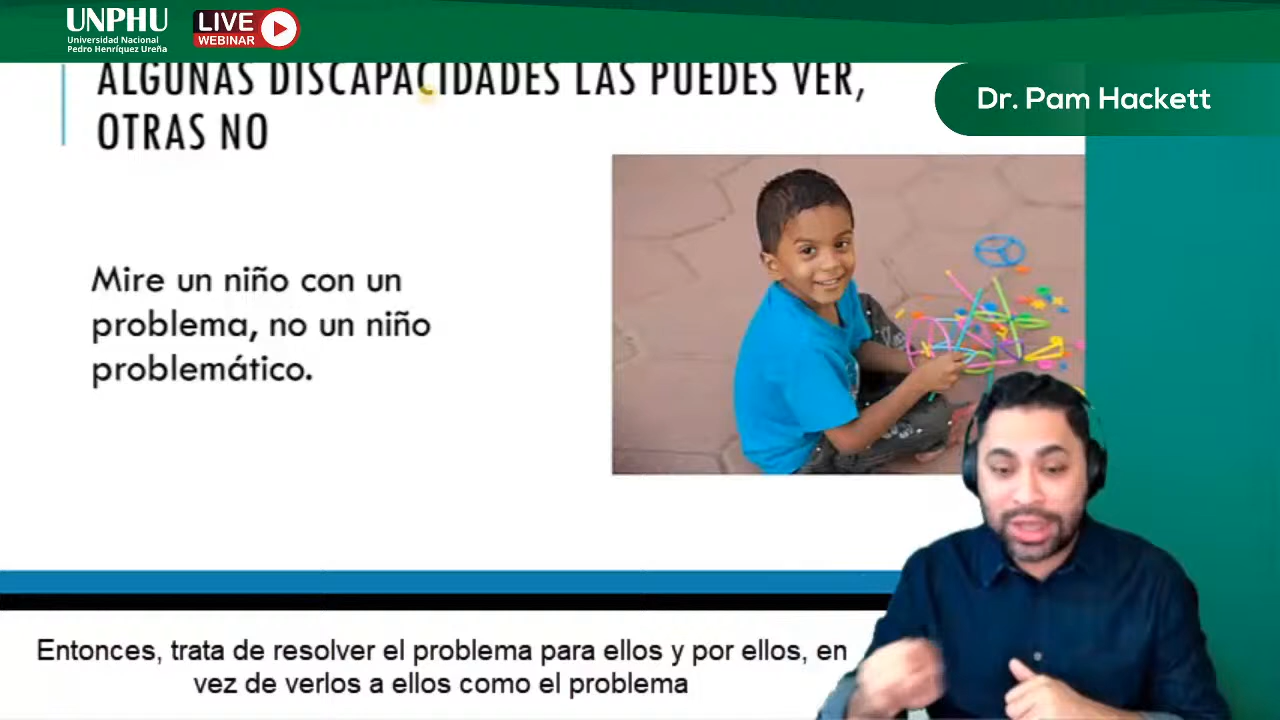 UNPHU
Universidad Nacional
Pedro Henríquez Ureña
LIVE
WEBINAR
ALGUNAS DISCAPACIDADES LAS PUEDES VER,
OTRAS NO
Dr. Pam Hackett
Mire un niño con un
problema, no un niño
problemático.
Entonces, trata de resolver el problema para ellos y por ellos, en
vez de verlos a ellos como el problema